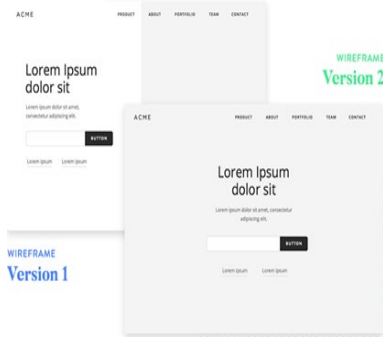 ACME PRODUCT ABOUT PORTFOLIO TEAM CONTACT
Lorem Ipsum
dolor sit
Lorem ipsum dolor sit amet,
consectetur adipiscing elit.
BUTTON
Lorem ipsum Lorem ipsum
WIREFRAME
Version 2
ACME PRODUCT ABOUT PORTFOLIO TEAM CONTACT
Lorem Ipsum
dolor sit
Lorem ipsum dolor sit amet, consectetur
adipiscing elit.
BUTTON
Lorem ipsum Lorem ipsum
WIREFRAME
Version 1